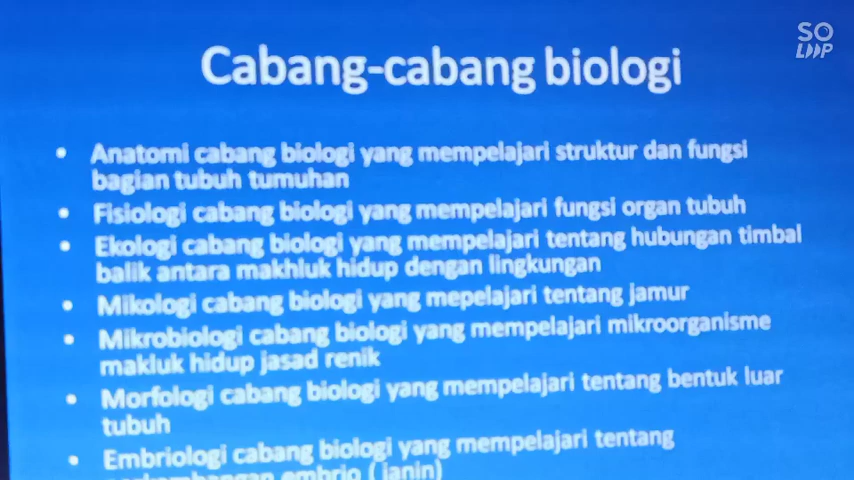 SO
LOOP
Cabang-cabang biologi
• Anatomi cabang biologi yang mempelajari struktur dan fungsi
bagian tubuh tumuhan
• Fisiologi cabang biologi yang mempelajari fungsi organ tubuh
• Ekologi cabang biologi yang mempelajari tentang hubungan timbal
balik antara makhluk hidup dengan lingkungan
• Mikologi cabang biologi yang mepelajari tentang jamur
• Mikrobiologi cabang biologi yang mempelajari mikroorganisme
makluk hidup jasad renik
• Morfologi cabang biologi yang mempelajari tentang bentuk luar
tubuh
• Embriologi cabang biologi yang mempelajari tentang
perkembangan embrio ( janin)